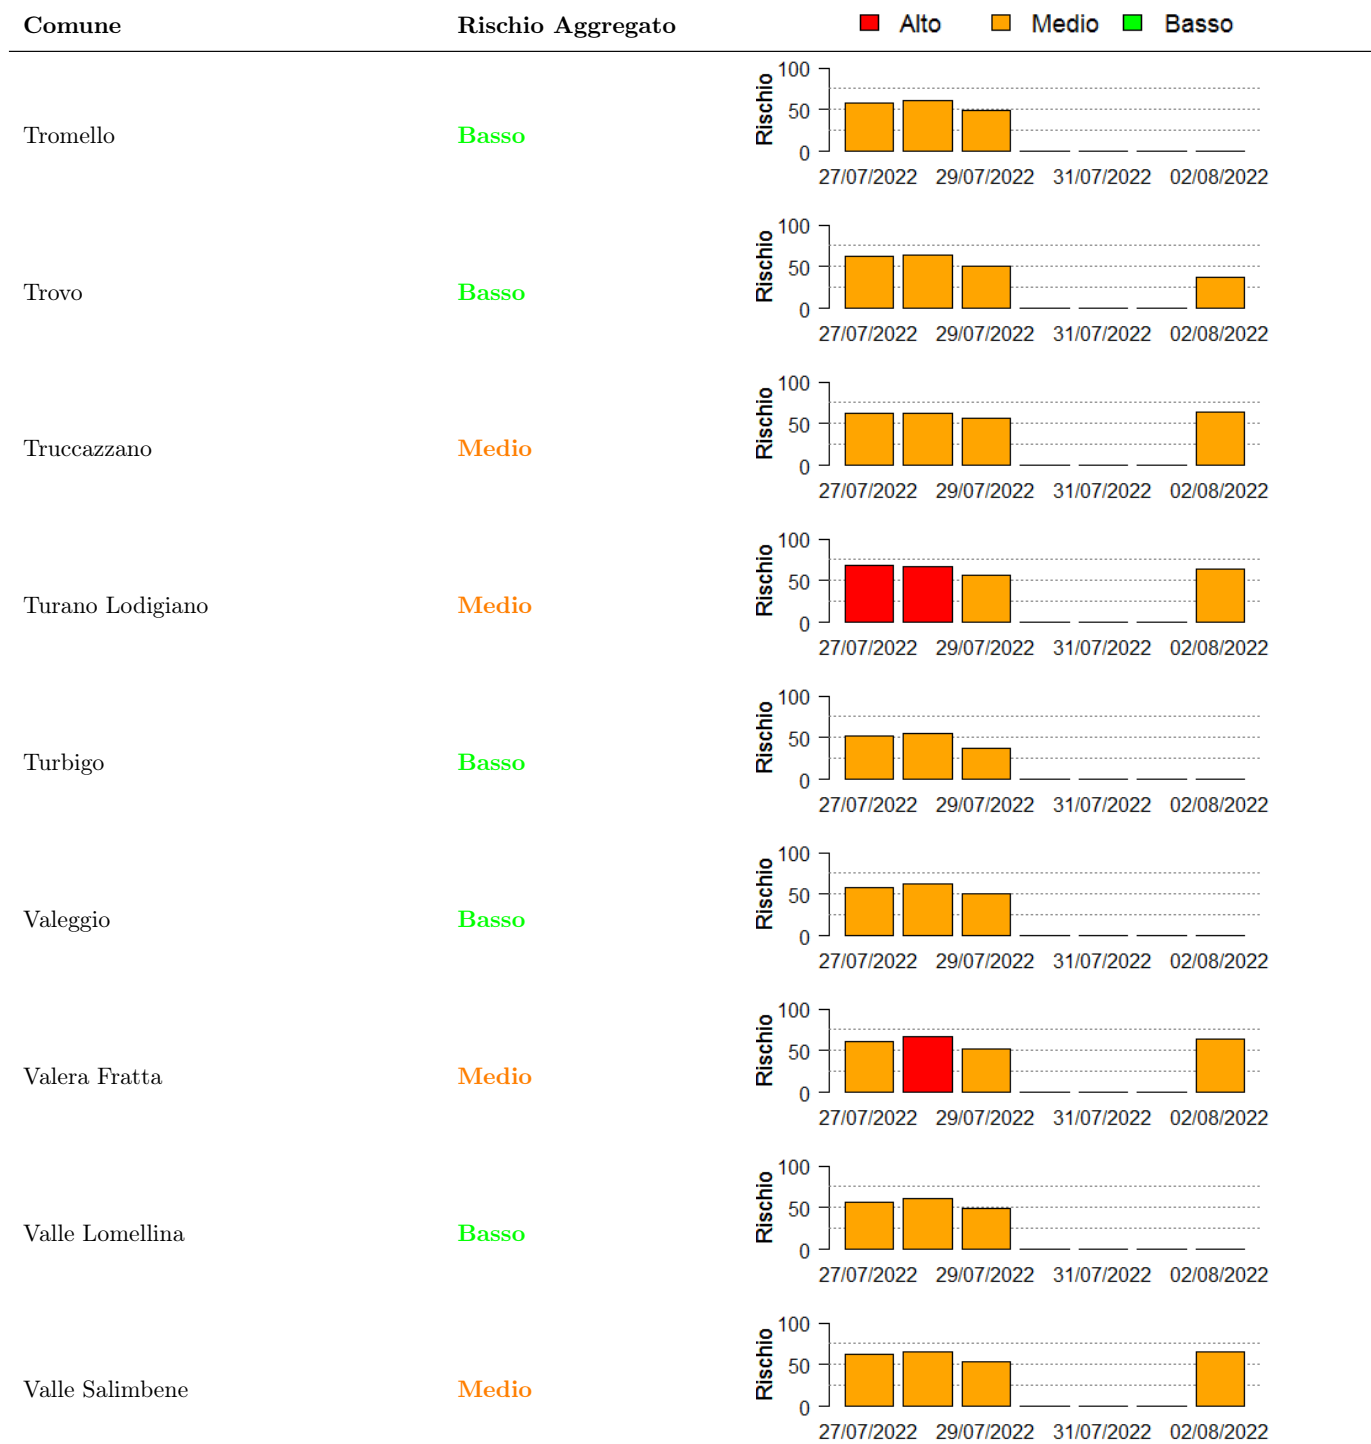 Comune Rischio Aggregato Alto Medio Basso
100
50
0
Rischio
Tromello Basso
27/07/2022 29/07/2022 31/07/2022 02/08/2022
100
50
0
Rischio
Trovo Basso
27/07/2022 29/07/2022 31/07/2022 02/08/2022
100
50
0
Rischio
Truccazzano Medio
27/07/2022 29/07/2022 31/07/2022 02/08/2022
100
50
0
Rischio
Turano Lodigiano Medio
27/07/2022 29/07/2022 31/07/2022 02/08/2022
100
50
0
Rischio
Turbigo Basso
27/07/2022 29/07/2022 31/07/2022 02/08/2022
100
50
0
Rischio
Valeggio Basso
27/07/2022 29/07/2022 31/07/2022 02/08/2022
100
50
0
Rischio
Valera Fratta Medio
27/07/2022 29/07/2022 31/07/2022 02/08/2022
100
50
0
Rischio
Valle Lomellina Basso
27/07/2022 29/07/2022 31/07/2022 02/08/2022
100
50
0
Rischio
Valle Salimbene Medio
27/07/2022 29/07/2022 31/07/2022 02/08/2022